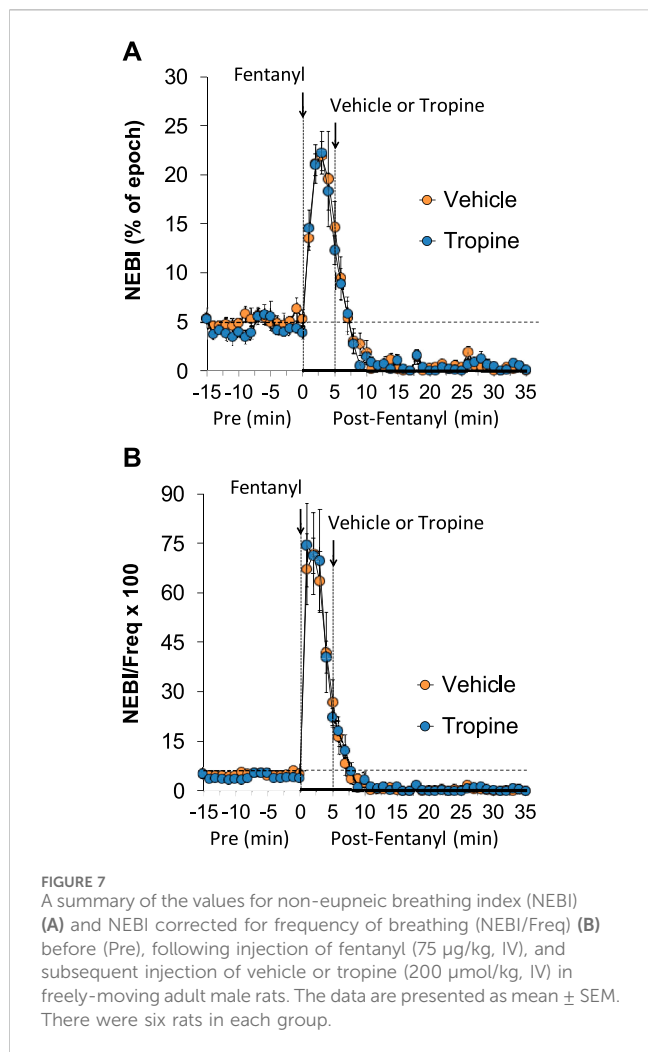 A
Fentanyl
Vehicle or Tropine
30
25
20
15
10
5
0
NEBI (% of epoch)
Vehicle
Tropine
-15 -10 -5 0 5 10 15 20 25 30 35
Pre (min) Post-Fentanyl (min)
B
Fentanyl
Vehicle or Tropine
90
75
60
45
30
15
0
NEBI/Freq x 100
Vehicle
Tropine
-15 -10 -5 0 5 10 15 20 25 30 35
Pre (min) Post-Fentanyl (min)
FIGURE 7
A summary of the values for non-eupneic breathing index (NEBI)
(A) and NEBI corrected for frequency of breathing (NEBI/Freq) (B)
before (Pre), following injection of fentanyl (75 µg/kg, IV), and
subsequent injection of vehicle or tropine (200 µmol/kg, IV) in
freely-moving adult male rats. The data are presented as mean ± SEM.
There were six rats in each group.